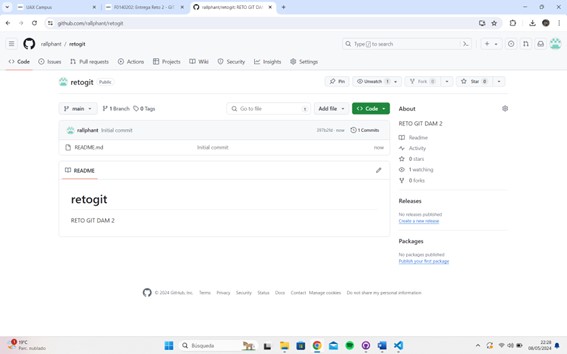 UAX Campus
FO140202: Entrega Reto 2 - GI
rallphant/retogit: RETO GIT DAM 2
github.com/rallphant/retogit
rallphant / retogit
Type / to search
Code Issues Pull requests Actions Projects Wiki Security Insights Settings
retogit Public
Pin Unwatch 1 Fork 0 Star 0
main 1 Branch 0 Tags Go to file Add file Code
rallphant Initial commit now 1 Commits
README.md Initial commit now
README
retogit
RETO GIT DAM 2
About
RETO GIT DAM 2
Readme
Activity
0 stars
1 watching
0 forks
Releases
No releases published
Create a new release
Packages
No packages published
Publish your first package
© 2024 GitHub, Inc. Terms Privacy Security Status Docs Contact Manage cookies Do not share my personal information
Búsqueda
22:28
08/05/2024